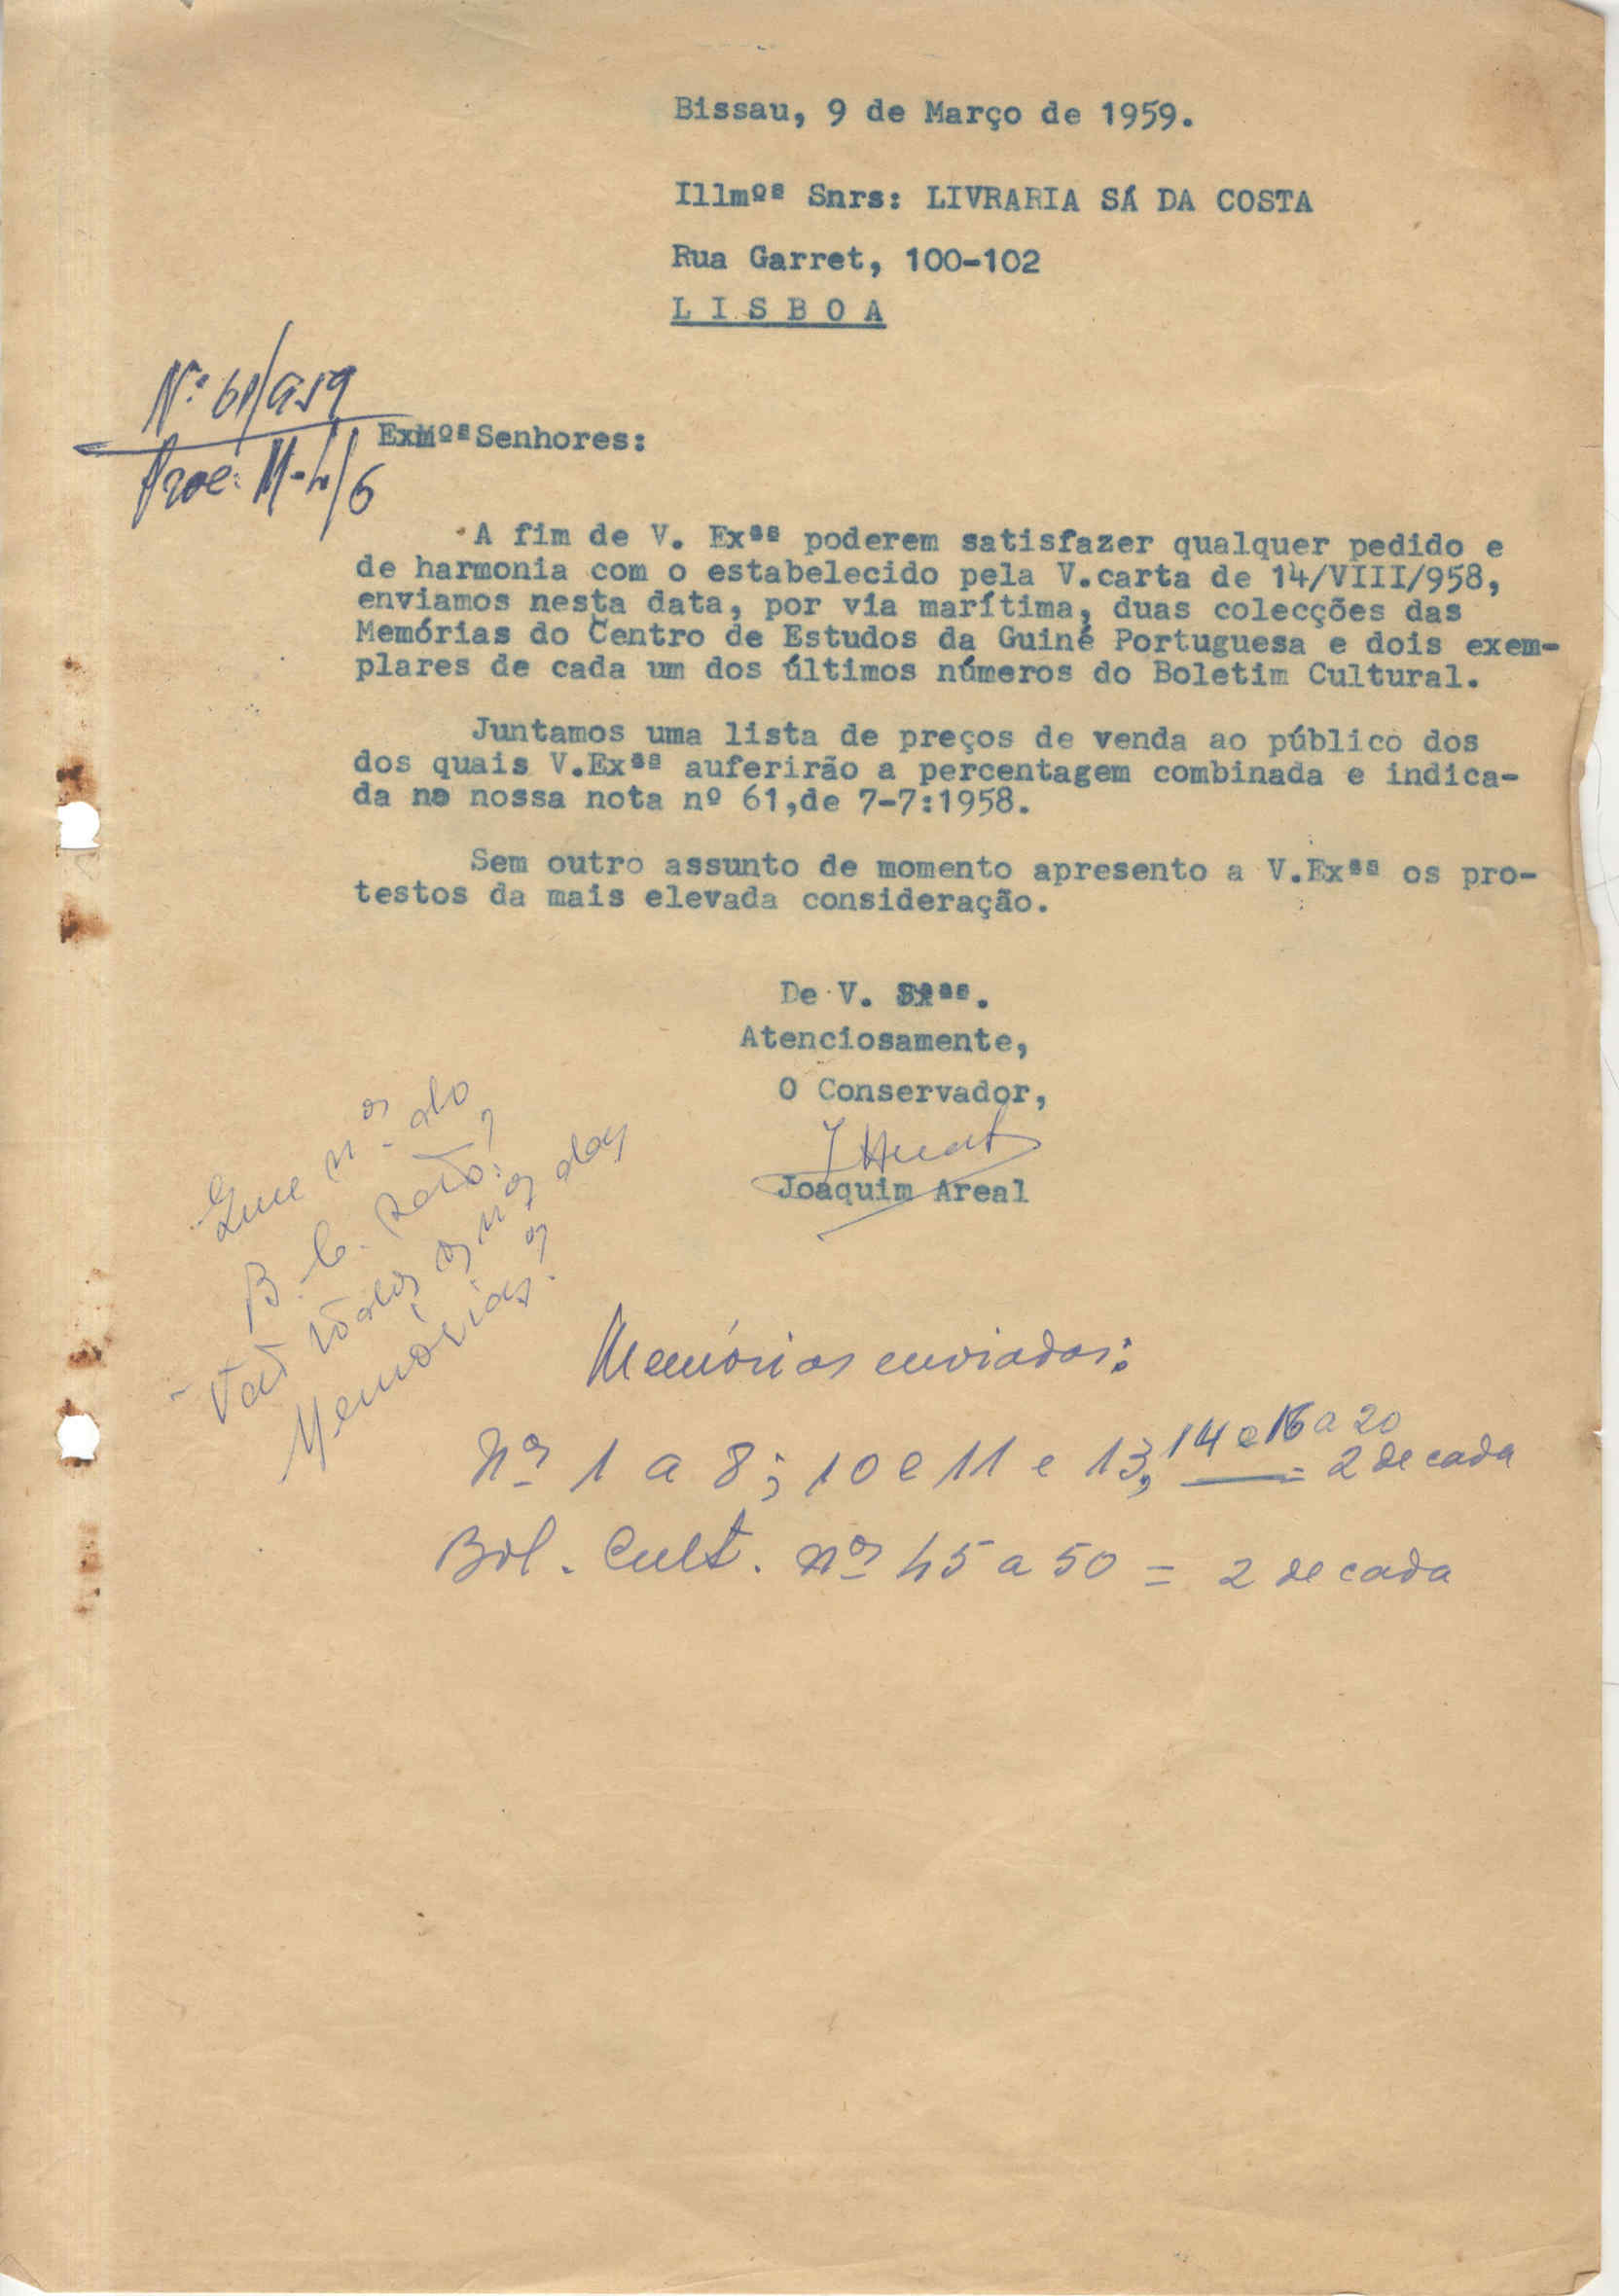 Bissau, 9 de Março de 1959.
Illmºs Snrs: LIVRARIA SÁ DA COSTA
Rua Garret, 100-102
L I S B O A
Nº 61/959
Proc: M-4/6
ExMºs Senhores:
A fim de V. Exªs poderem satisfazer qualquer pedido e
de harmonia com o estabelecido pela V.carta de 14/VIII/958,
enviamos nesta data, por via marítima, duas colecções das
Memórias do Centro de Estudos da Guiné Portuguesa e dois exem-
plares de cada um dos últimos números do Boletim Cultural.
Juntamos uma lista de preços de venda ao público dos
dos quais V.Exªs auferirão a percentagem combinada e indica-
da na nossa nota nº 61,de 7-7:1958.
Sem outro assunto de momento apresento a V.Exªs os pro-
testos da mais elevada consideração.
De V. Exªs.
Atenciosamente,
O Conservador,
Joaquim Areal
Que nºs do
B. C. vão?
Vão todos os nºs das
Memórias?
Memórias enviadas:
Nºs 1 a 8; 10 e 11 e 13, 14 e 16 a 20 = 2 de cada
Bol. Cult. nºs 45 a 50 = 2 de cada